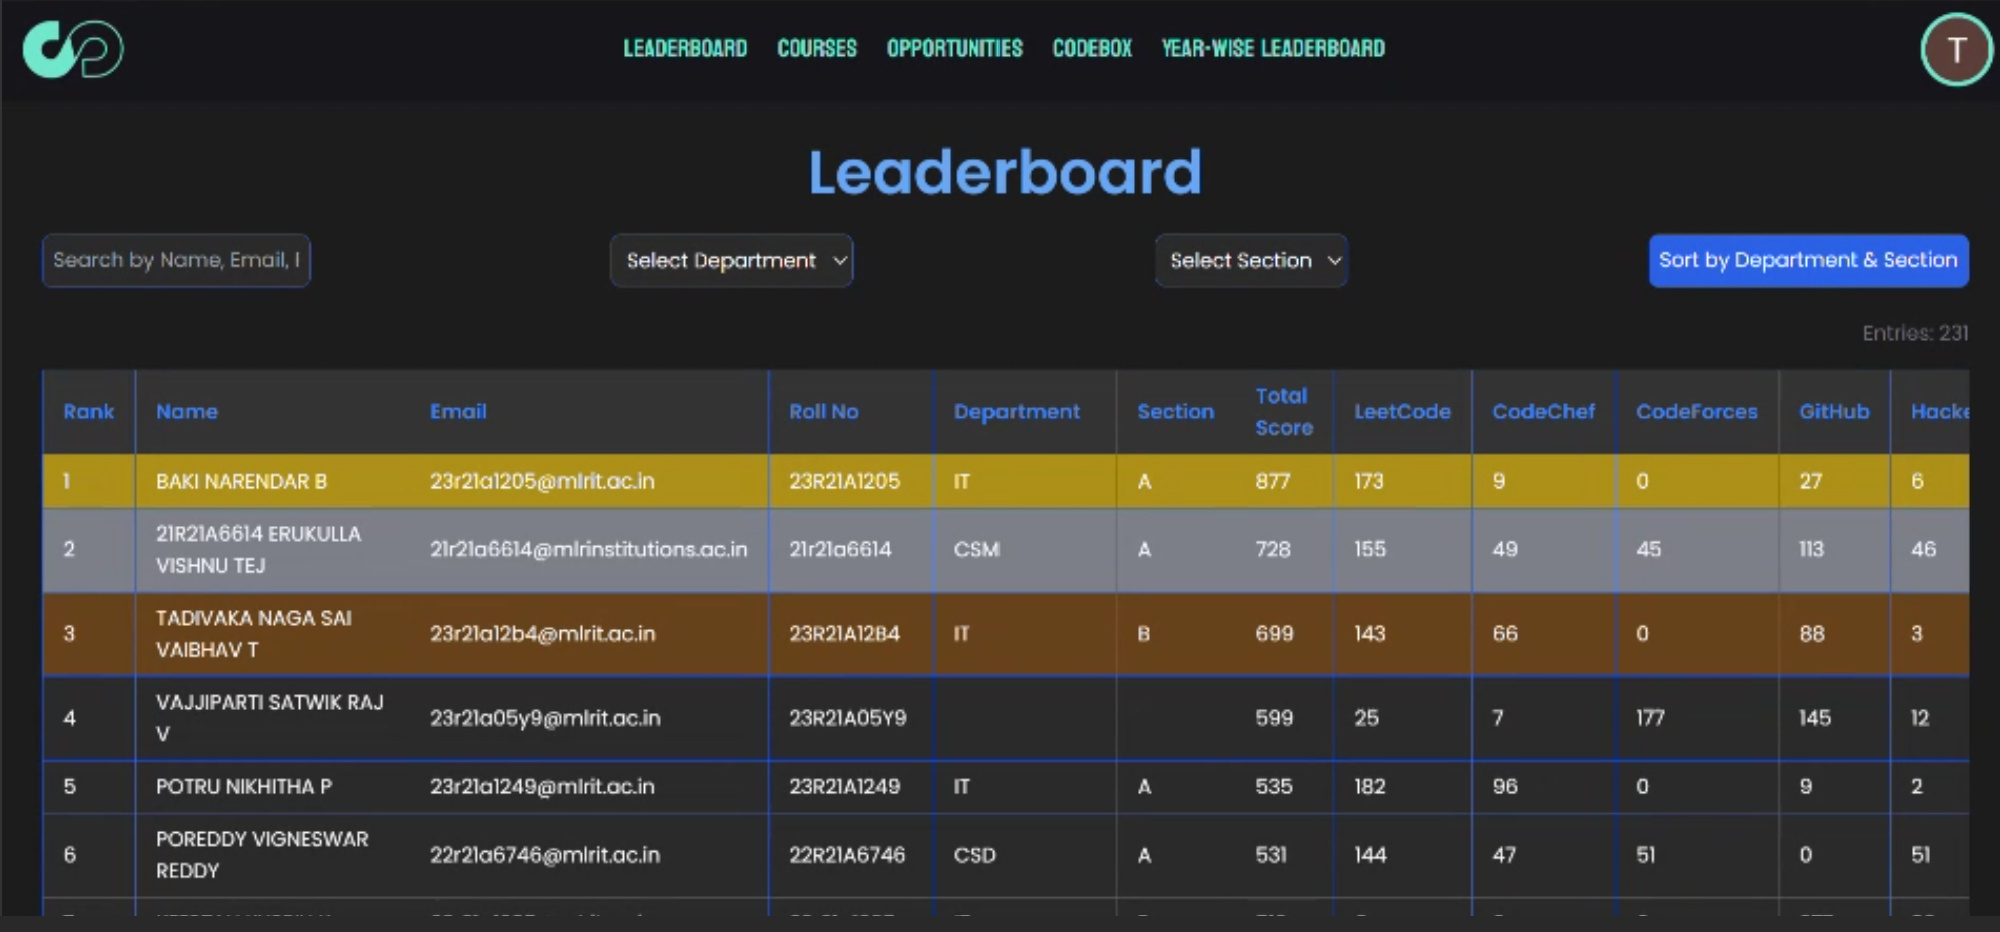 LEADERBOARD COURSES OPPORTUNITIES CODEBOX YEAR-WISE LEADERBOARD
T
Leaderboard
Search by Name, Email, Select Department Select Section Sort by Department & Section
Entries: 231
Rank Name Email Roll No Department Section Total Score LeetCode CodeChef CodeForces GitHub Hacke
1 BAKI NARENDAR B 23r21a1205@mlrit.ac.in 23R21A1205 IT A 877 173 9 0 27 6
2 21R21A6614 ERUKULLA VISHNU TEJ 21r21a6614@mlrinstitutions.ac.in 21r21a6614 CSM A 728 155 49 45 113 46
3 TADIVAKA NAGA SAI VAIBHAV T 23r21a12b4@mlrit.ac.in 23R21A12B4 IT B 699 143 66 0 88 3
4 VAJJIPARTI SATWIK RAJ V 23r21a05y9@mlrit.ac.in 23R21A05Y9 599 25 7 177 145 12
5 POTRU NIKHITHA P 23r21a1249@mlrit.ac.in 23R21A1249 IT A 535 182 96 0 9 2
6 POREDDY VIGNESWAR REDDY 22r21a6746@mlrit.ac.in 22R21A6746 CSD A 531 144 47 51 0 51